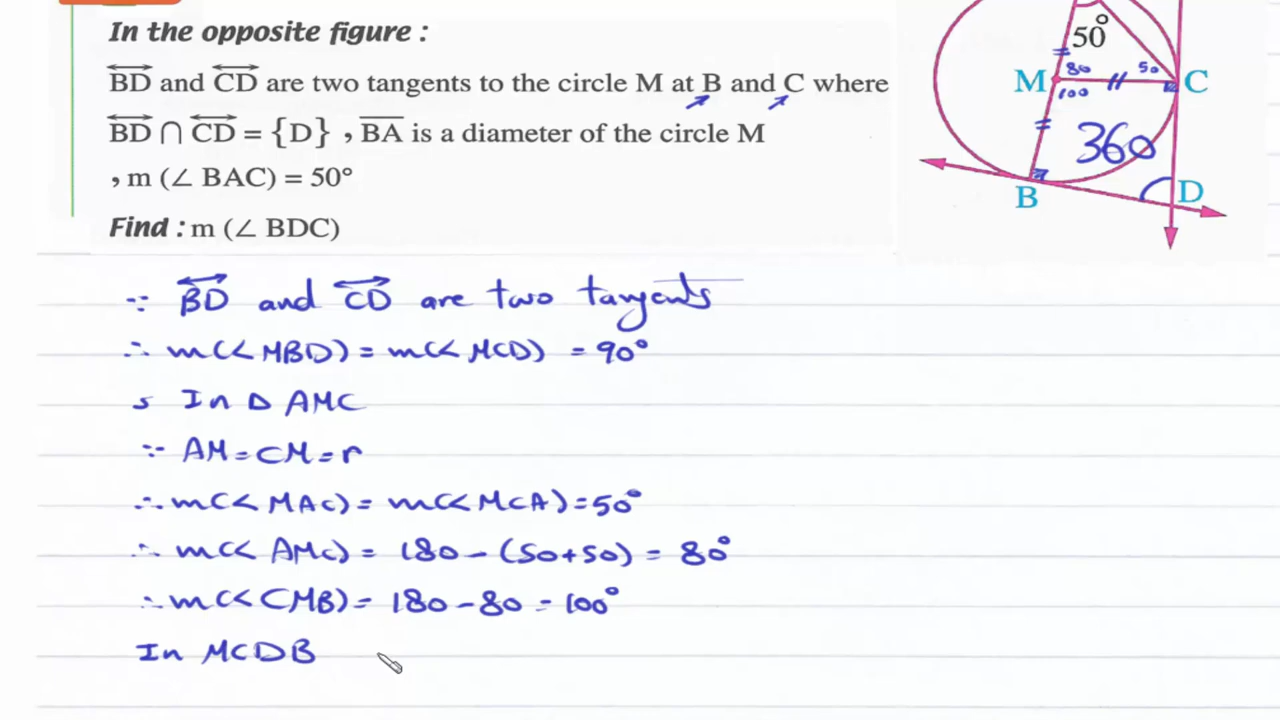 In the opposite figure :
BD and CD are two tangents to the circle M at B and C where
BD ∩ CD = {D} , BA is a diameter of the circle M
, m (∠ BAC) = 50°
Find : m (∠ BDC)
50°
M 80 50 C
100
360
B D
∵ BD and CD are two tangents
∴ m(< MBD) = m(< MCD) = 90°
, In Δ AMC
∵ AM = CM = r
∴ m(< MAC) = m(< MCA) = 50°
∴ m(< AMC) = 180 - (50+50) = 80°
∴ m(< CMB) = 180 - 80 = 100°
In MCDB